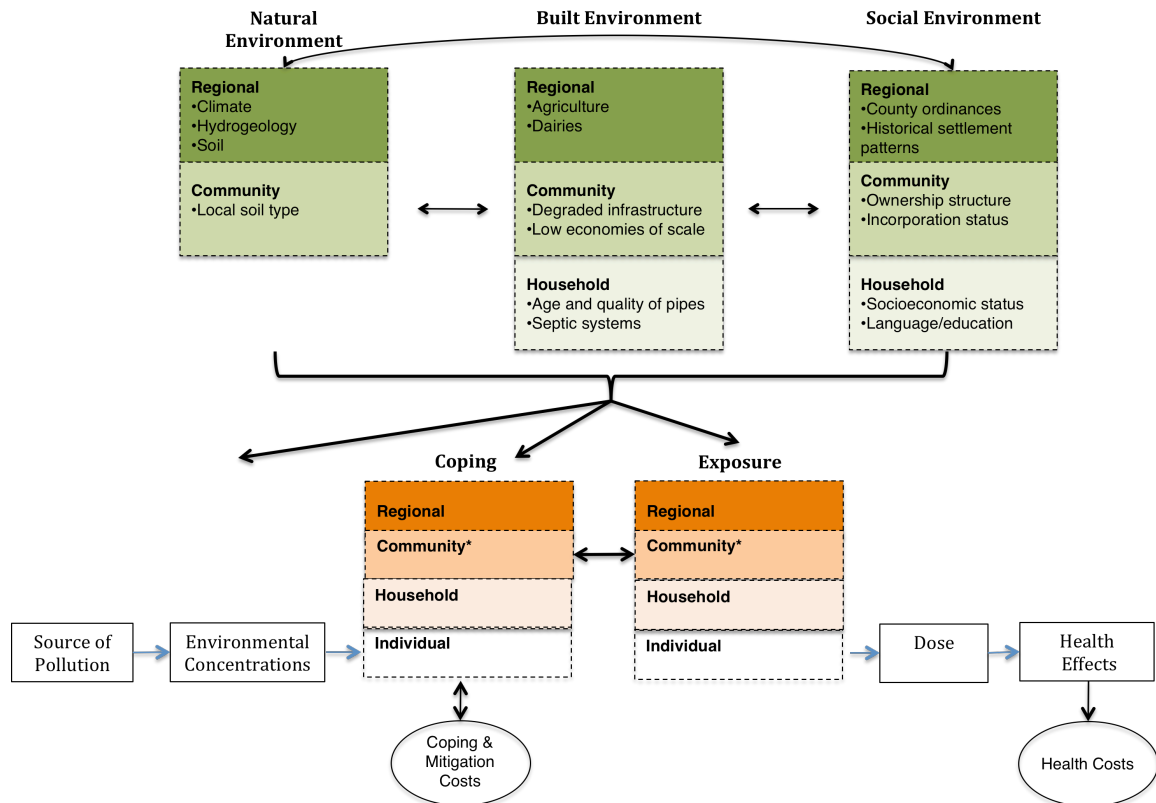 Natural
Environment
Built Environment
Social Environment
Regional
•Climate
•Hydrogeology
•Soil
Community
•Local soil type
Regional
•Agriculture
•Dairies
Community
•Degraded infrastructure
•Low economies of scale
Household
•Age and quality of pipes
•Septic systems
Regional
•County ordinances
•Historical settlement
patterns
Community
•Ownership structure
•Incorporation status
Household
•Socioeconomic status
•Language/education
Coping
Regional
Community*
Household
Individual
Exposure
Regional
Community*
Household
Individual
Source of
Pollution
Environmental
Concentrations
Dose
Health
Effects
Coping &
Mitigation
Costs
Health Costs